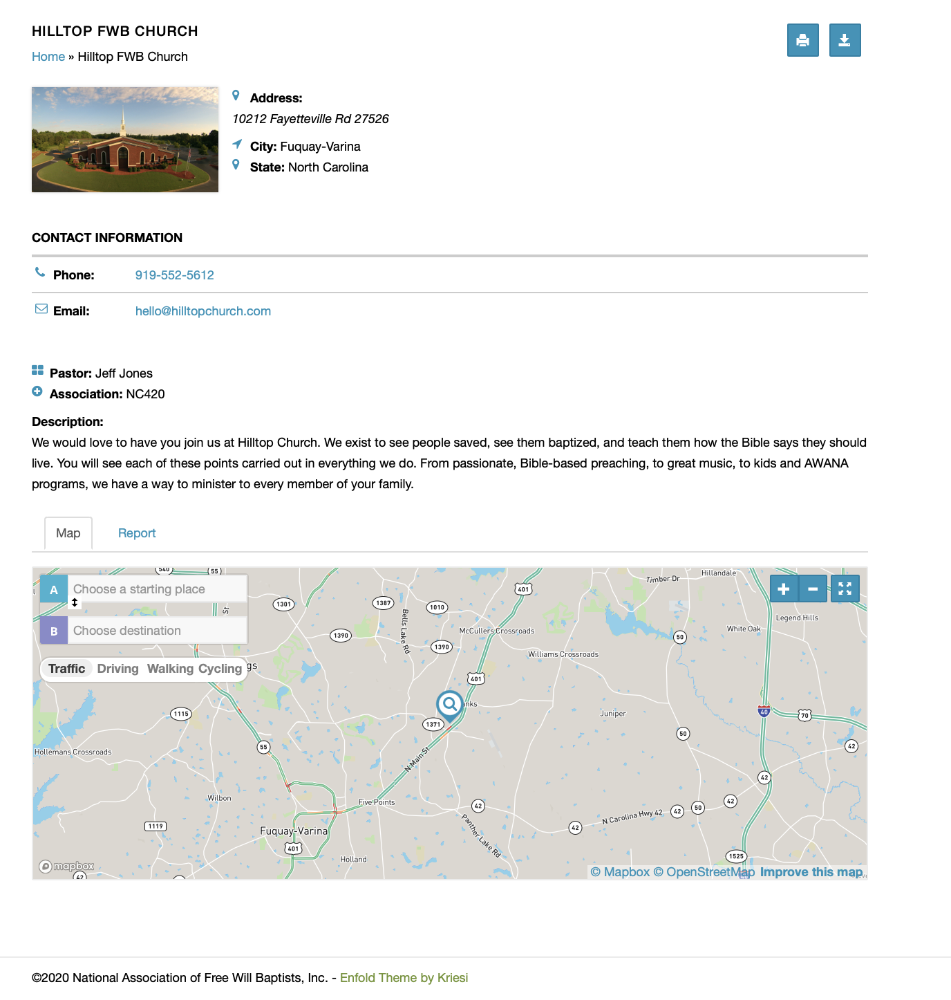 HILLTOP FWB CHURCH
Home » Hilltop FWB Church
Address:
10212 Fayetteville Rd 27526
City: Fuquay-Varina
State: North Carolina
CONTACT INFORMATION
Phone: 919-552-5612
Email: hello@hilltopchurch.com
Pastor: Jeff Jones
Association: NC420
Description:
We would love to have you join us at Hilltop Church. We exist to see people saved, see them baptized, and teach them how the Bible says they should
live. You will see each of these points carried out in everything we do. From passionate, Bible-based preaching, to great music, to kids and AWANA
programs, we have a way to minister to every member of your family.
Map Report
A Choose a starting place
B Choose destination
Traffic Driving Walking Cycling
540
55
St
gs
1301
1387
1010
401
Timber Dr
Hillandale
Legend Hills
White Oak
50
1390
Bells Lake Rd
McCullers Crossroads
1390
Williams Crossroads
401
nks
1371
Juniper
40
70
50
42
1115
Hollemans Crossroads
55
N Main St
42
Wilbon
Five Points
42
42
50
42
N Carolina Hwy 42
42
1119
Fuquay-Varina
401
Panther Lake Rd
Holland
1525
mapbox
42
© Mapbox © OpenStreetMap Improve this map
©2020 National Association of Free Will Baptists, Inc. - Enfold Theme by Kriesi